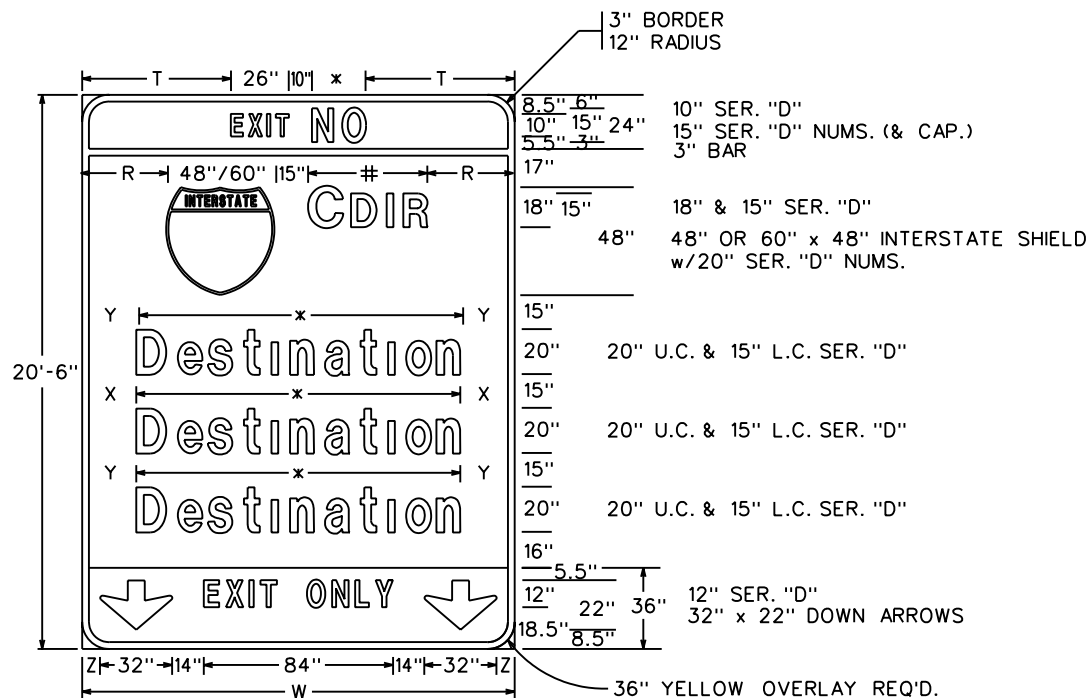 3" BORDER
12" RADIUS
T 26" 10" * T
8.5" 6"
10" 15" 24"
5.5" 3"
10" SER. "D"
15" SER. "D" NUMS. (& CAP.)
3" BAR
EXIT NO
17"
R 48"/60" 15" # R
INTERSTATE
CDIR
18" 15"
48"
18" & 15" SER. "D"
48" OR 60" x 48" INTERSTATE SHIELD
w/20" SER. "D" NUMS.
15"
Y * Y
Destination
20" 20" U.C. & 15" L.C. SER. "D"
20'-6"
15"
X * X
Destination
20" 20" U.C. & 15" L.C. SER. "D"
15"
Y * Y
Destination
20" 20" U.C. & 15" L.C. SER. "D"
16"
5.5"
EXIT ONLY
12" 22" 36"
12" SER. "D"
32" x 22" DOWN ARROWS
18.5" 8.5"
Z 32" 14" 84" 14" 32" Z
W
36" YELLOW OVERLAY REQ'D.